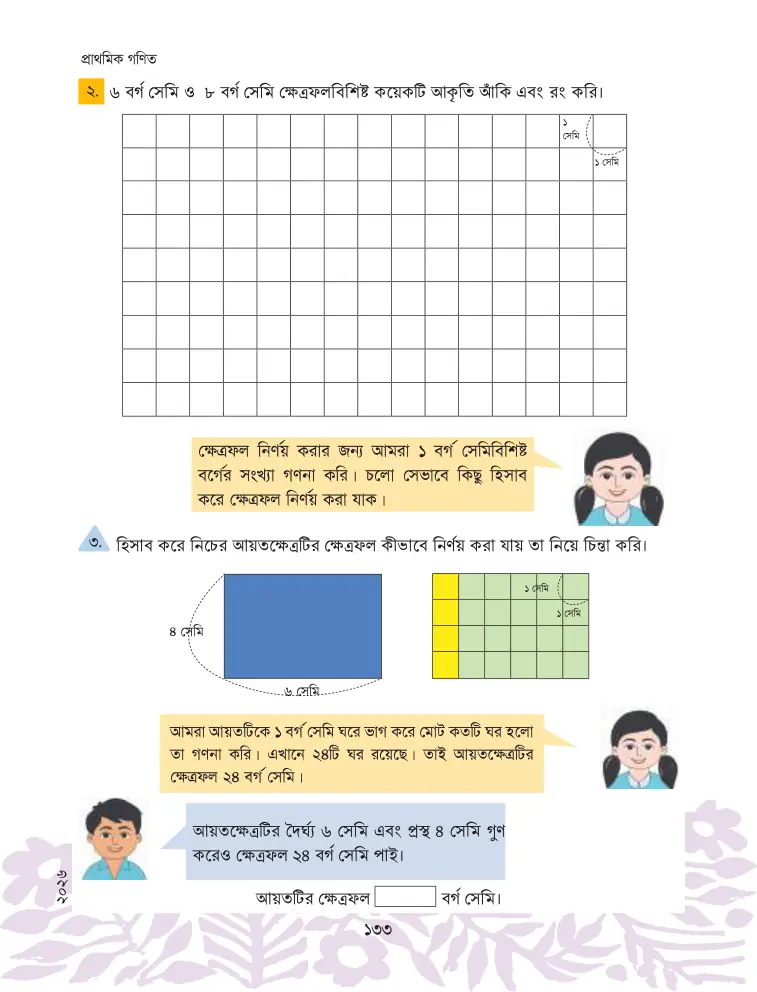 প্রাথমিক গণিত
২. ৬ বর্গ সেমি ও ৮ বর্গ সেমি ক্ষেত্রফলবিশিষ্ট কয়েকটি আকৃতি আঁকি এবং রং করি।
১
সেমি
১ সেমি
ক্ষেত্রফল নির্ণয় করার জন্য আমরা ১ বর্গ সেমিবিশিষ্ট
বর্গের সংখ্যা গণনা করি। চলো সেভাবে কিছু হিসাব
করে ক্ষেত্রফল নির্ণয় করা যাক।
৩. হিসাব করে নিচের আয়তক্ষেত্রটির ক্ষেত্রফল কীভাবে নির্ণয় করা যায় তা নিয়ে চিন্তা করি।
১ সেমি
১ সেমি
৪ সেমি
৬ সেমি
আমরা আয়তটিকে ১ বর্গ সেমি ঘরে ভাগ করে মোট কতটি ঘর হলো
তা গণনা করি। এখানে ২৪টি ঘর রয়েছে। তাই আয়তক্ষেত্রটির
ক্ষেত্রফল ২৪ বর্গ সেমি।
আয়তক্ষেত্রটির দৈর্ঘ্য ৬ সেমি এবং প্রস্থ ৪ সেমি গুণ
করেও ক্ষেত্রফল ২৪ বর্গ সেমি পাই।
আয়তটির ক্ষেত্রফল বর্গ সেমি।
২০২৬
১৩৩